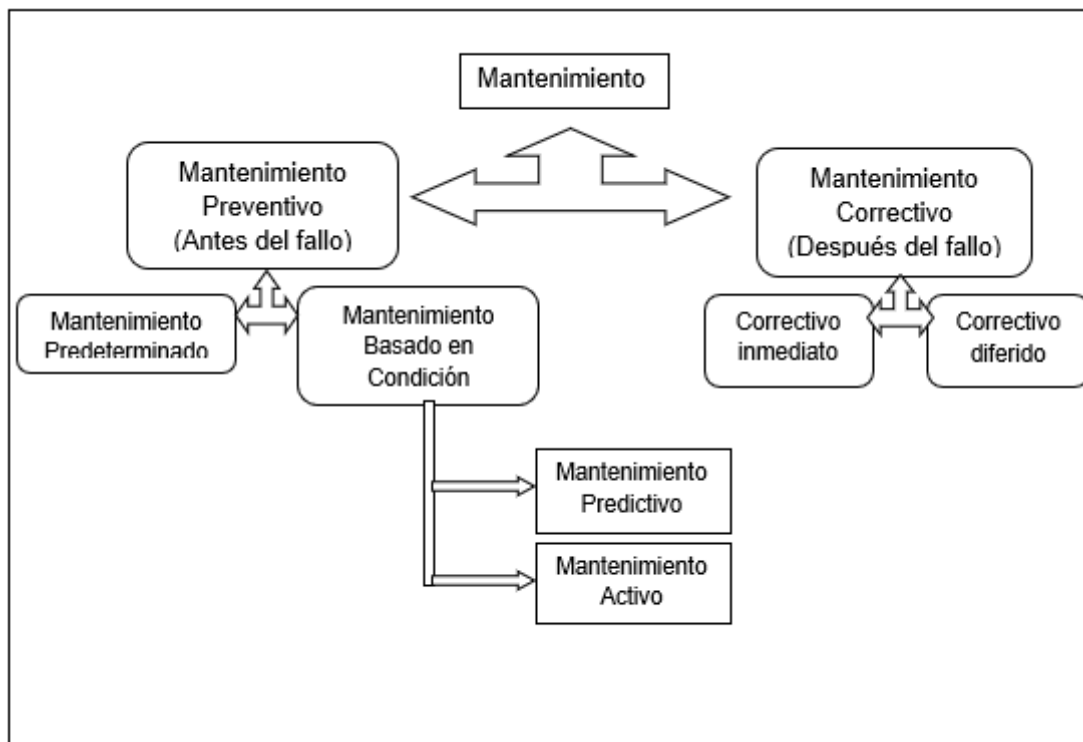 Mantenimiento
Mantenimiento
Preventivo
(Antes del fallo)
Mantenimiento
Correctivo
(Después del fallo)
Mantenimiento
Predeterminado
Mantenimiento
Basado en
Condición
Correctivo
inmediato
Correctivo
diferido
Mantenimiento
Predictivo
Mantenimiento
Activo